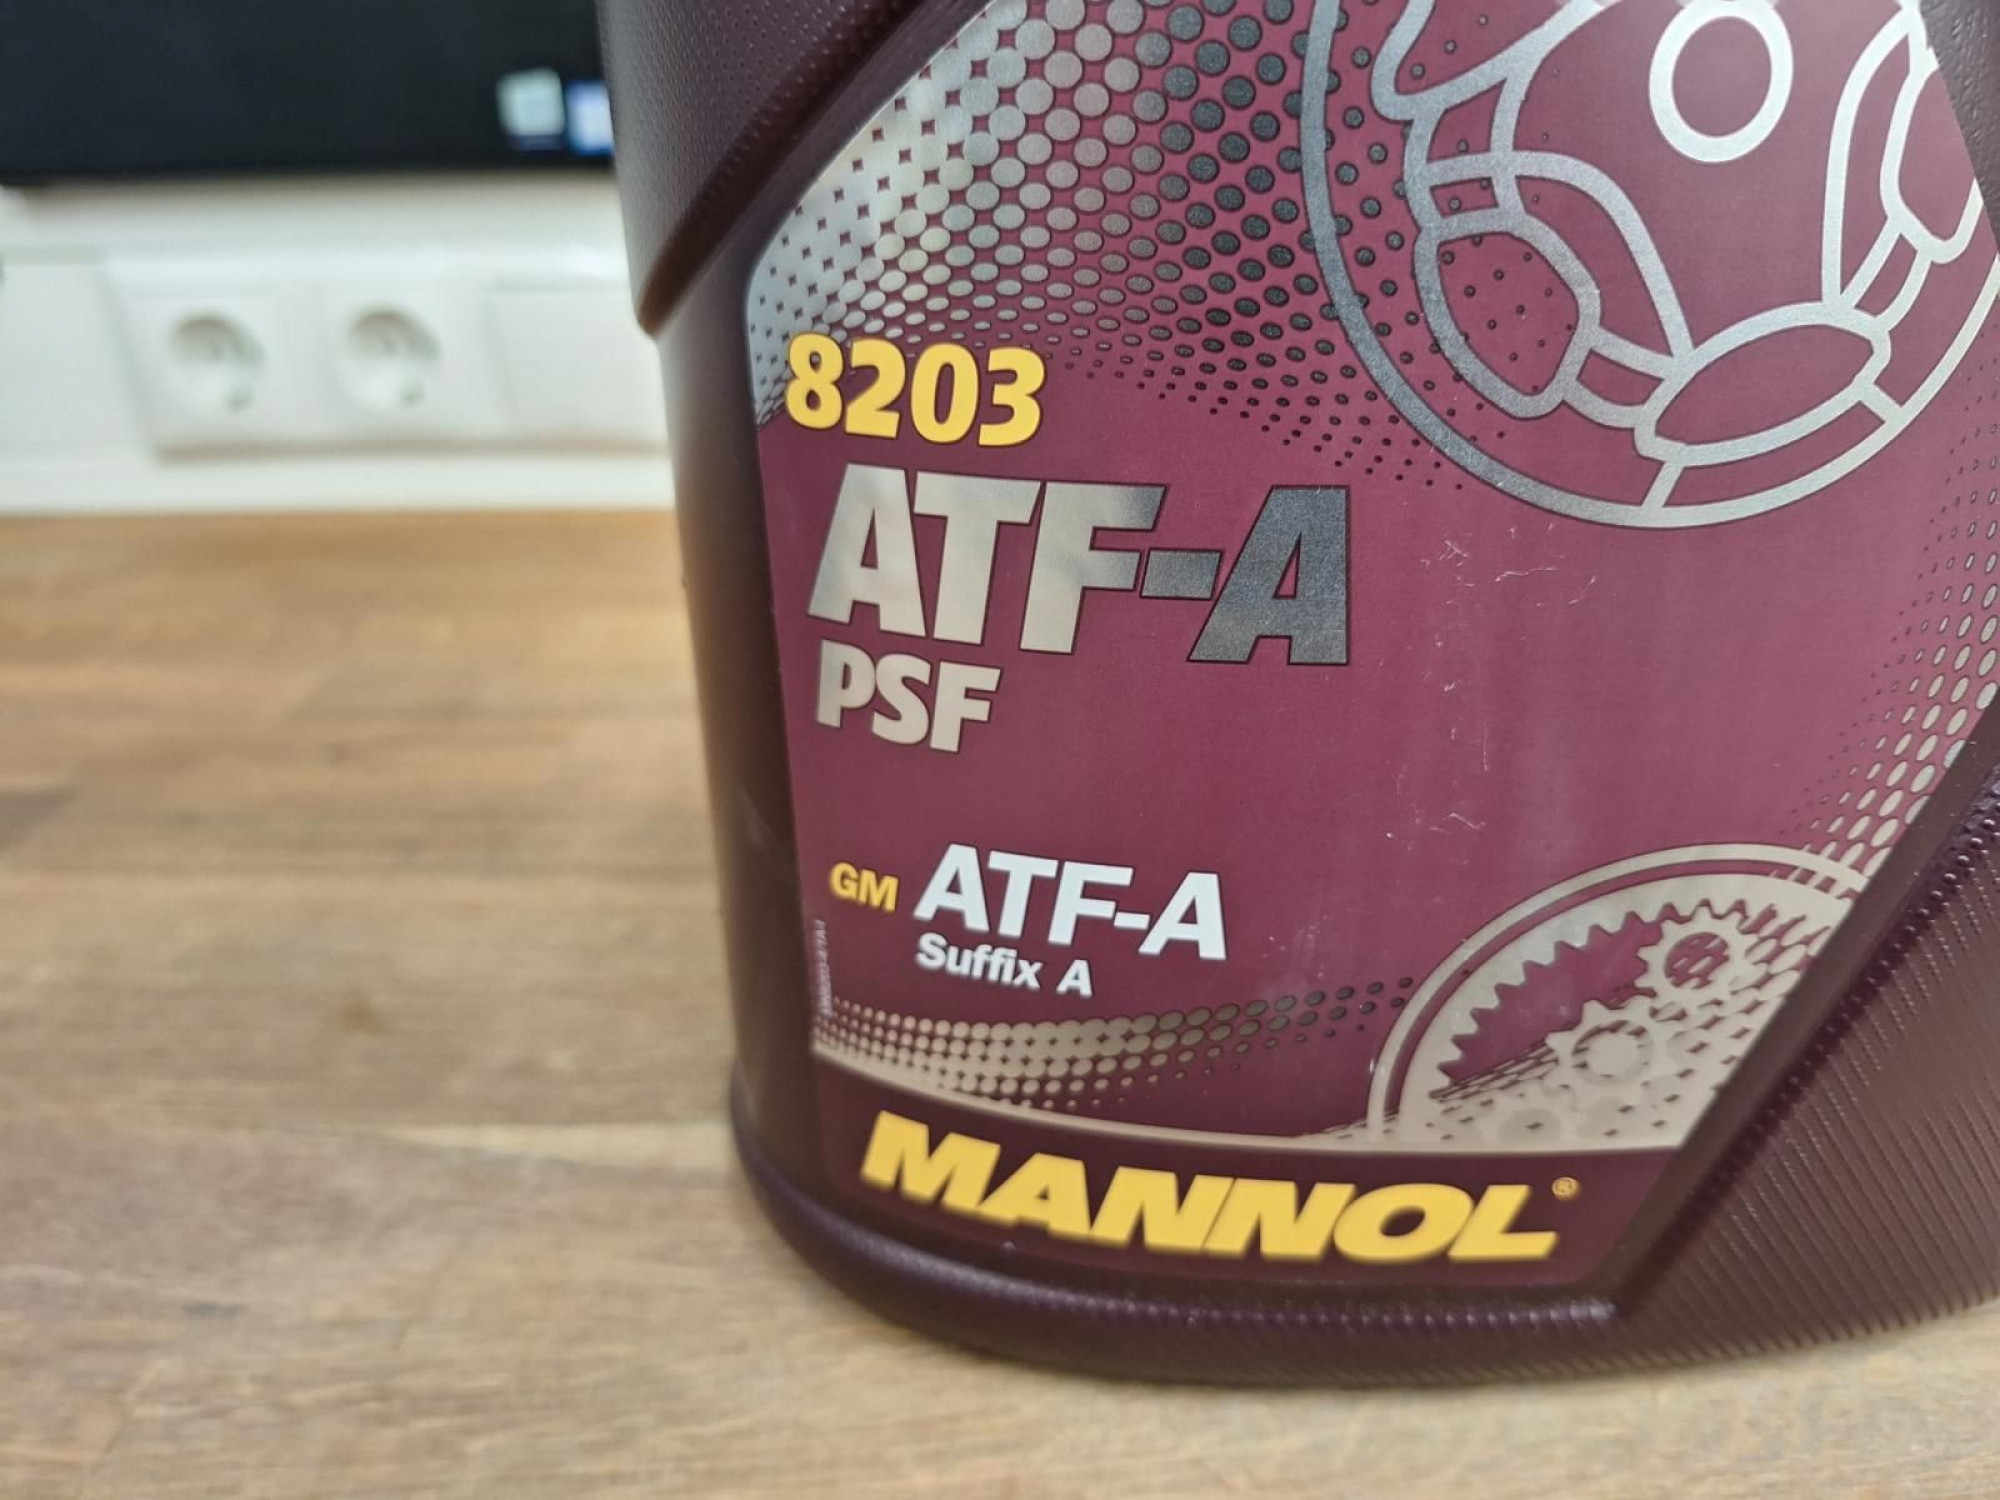 8203
ATF-A
PSF
GM ATF-A
Suffix A
MANNOL®